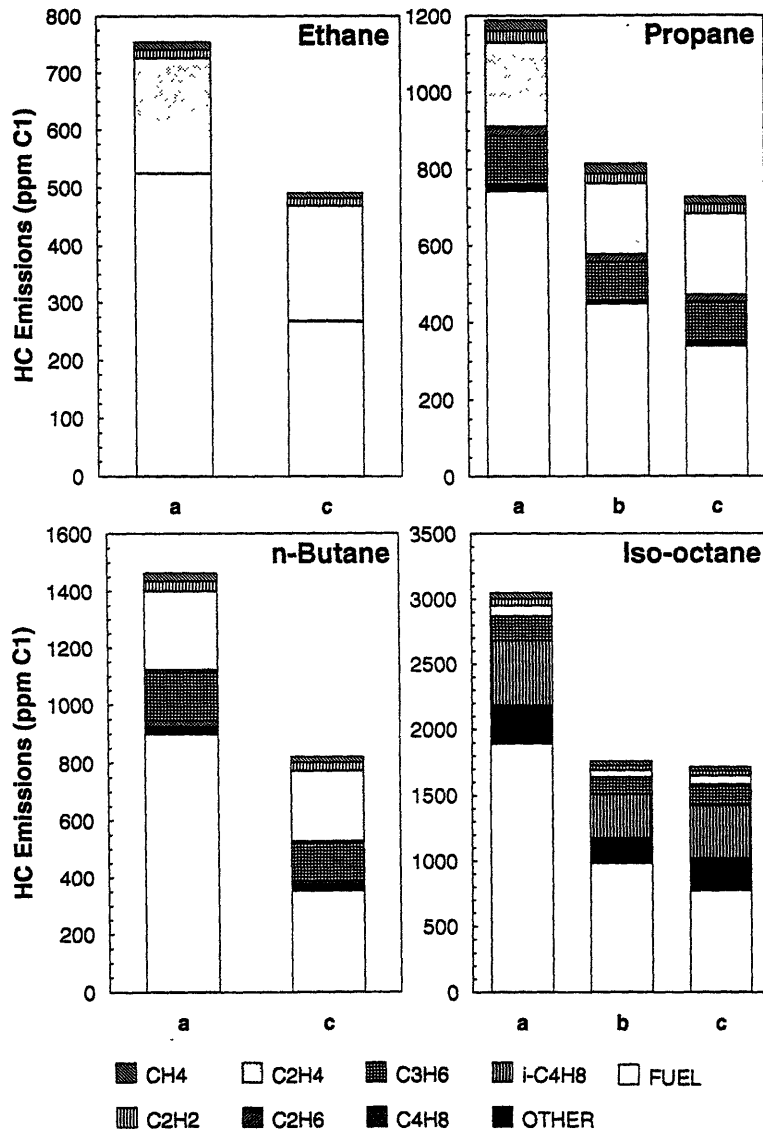 Ethane
HC Emissions (ppm C1)
800
700
600
500
400
300
200
100
0
a
c
Propane
1200
1000
800
600
400
200
0
a
b
c
n-Butane
HC Emissions (ppm C1)
1600
1400
1200
1000
800
600
400
200
0
a
c
Iso-octane
3500
3000
2500
2000
1500
1000
500
0
a
b
c
CH4
C2H4
C3H6
i-C4H8
FUEL
C2H2
C2H6
C4H8
OTHER